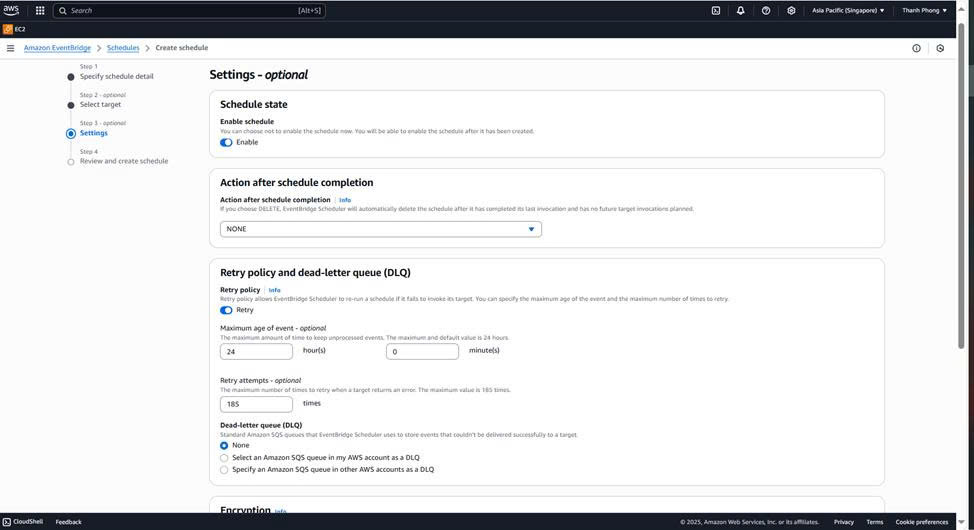 aws
Search [Alt+S] Asia Pacific (Singapore) Thanh Phong
EC2
Amazon EventBridge > Schedules > Create schedule
Step 1
Specify schedule detail
Step 2 - optional
Select target
Step 3 - optional
Settings
Step 4
Review and create schedule
Settings - optional
Schedule state
Enable schedule
You can choose not to enable the schedule now. You will be able to enable the schedule after it has been created.
Enable
Action after schedule completion
Action after schedule completion Info
If you choose DELETE, EventBridge Scheduler will automatically delete the schedule after it has completed its last invocation and has no future target invocations planned.
NONE
Retry policy and dead-letter queue (DLQ)
Retry policy Info
Retry policy allows EventBridge Scheduler to re-run a schedule if it fails to invoke its target. You can specify the maximum age of the event and the maximum number of times to retry.
Retry
Maximum age of event - optional
The maximum amount of time to keep unprocessed events. The maximum and default value is 24 hours.
24 hour(s) 0 minute(s)
Retry attempts - optional
The maximum number of times to retry when a target returns an error. The maximum value is 185 times.
185 times
Dead-letter queue (DLQ)
Standard Amazon SQS queues that EventBridge Scheduler uses to store events that couldn't be delivered successfully to a target.
None
Select an Amazon SQS queue in my AWS account as a DLQ
Specify an Amazon SQS queue in other AWS accounts as a DLQ
Encryption Info
CloudShell Feedback © 2025, Amazon Web Services, Inc. or its affiliates. Privacy Terms Cookie preferences